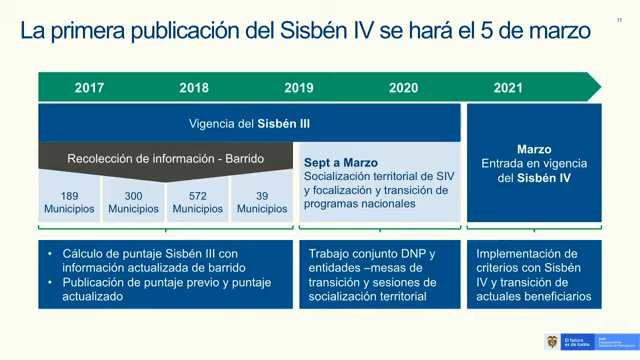 La primera publicación del Sisbén IV se hará el 5 de marzo
11
2017 2018 2019 2020 2021
Vigencia del Sisbén III
Recolección de información - Barrido
189
Municipios
300
Municipios
572
Municipios
39
Municipios
Sept a Marzo
Socialización territorial de SIV
y focalización y transición de
programas nacionales
Marzo
Entrada en vigencia
del Sisbén IV
• Cálculo de puntaje Sisbén III con
información actualizada de barrido
• Publicación de puntaje previo y puntaje
actualizado
Trabajo conjunto DNP y
entidades –mesas de
transición y sesiones de
socialización territorial
Implementación de
criterios con Sisbén
IV y transición de
actuales beneficiarios
El futuro
es de todos